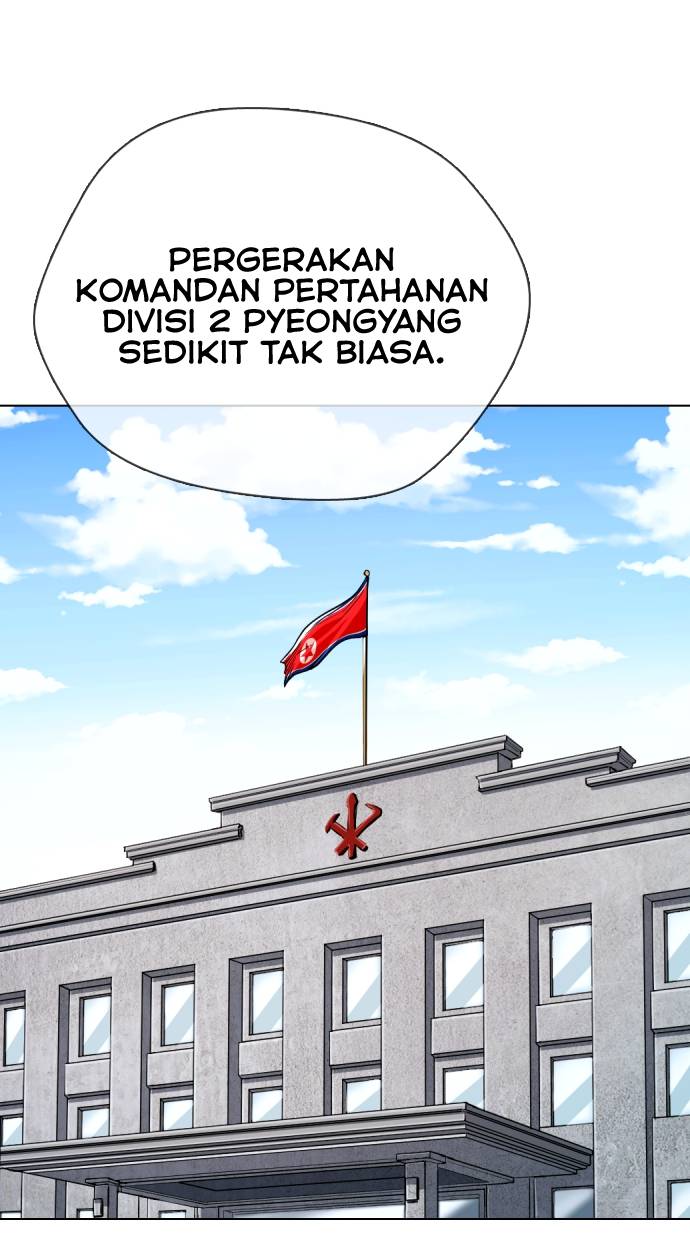 PERGERAKAN
KOMANDAN PERTAHANAN
DIVISI 2 PYEONGYANG
SEDIKIT TAK BIASA.